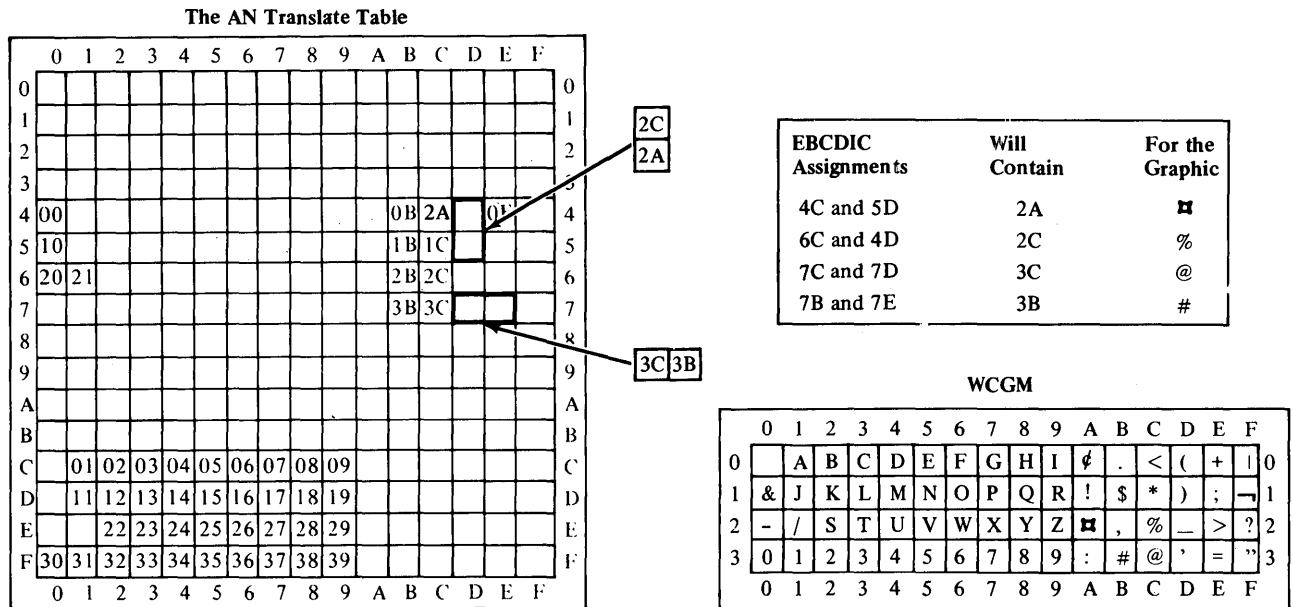 The AN Translate Table
0 1 2 3 4 5 6 7 8 9 A B C D E F
0 0
1 1
2 2
3
4 00 0B 2A 4
5 10 1B 1C 5
6 20 21 2B 2C 6
7 3B 3C 7
8 8
9 9
A A
B B
C 01 02 03 04 05 06 07 08 09 C
D 11 12 13 14 15 16 17 18 19 D
E 22 23 24 25 26 27 28 29 E
F 30 31 32 33 34 35 36 37 38 39 F
0 1 2 3 4 5 6 7 8 9 A B C D E F
2C
2A
3C 3B
EBCDIC Will For the
Assignments Contain Graphic
4C and 5D 2A ¤
6C and 4D 2C %
7C and 7D 3C @
7B and 7E 3B #
WCGM
0 1 2 3 4 5 6 7 8 9 A B C D E F
0 A B C D E F G H I ¢ . < ( + | 0
1 & J K L M N O P Q R ! $ * ) ; ¬ 1
2 - / S T U V W X Y Z ¤ , % _ > ? 2
3 0 1 2 3 4 5 6 7 8 9 : # @ ' = " 3
0 1 2 3 4 5 6 7 8 9 A B C D E F